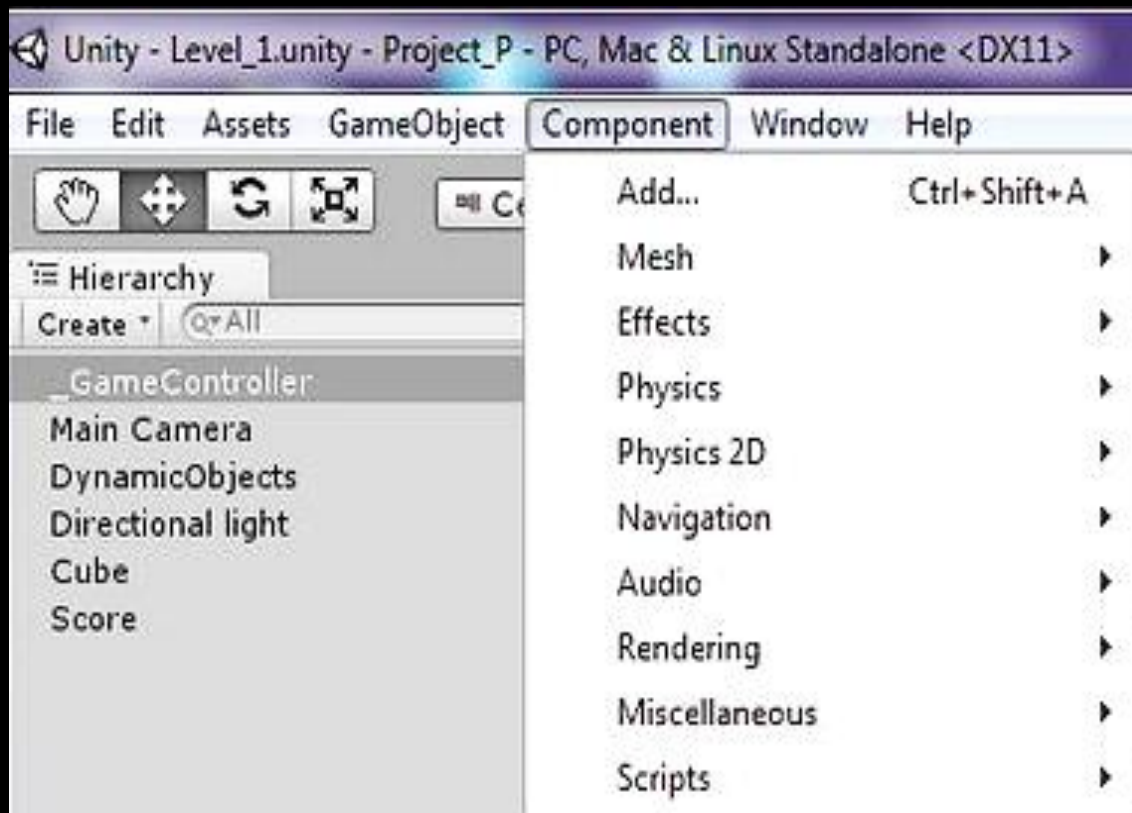 Unity - Level_1.unity - Project_P - PC, Mac & Linux Standalone <DX11>
File Edit Assets GameObject Component Window Help
Hierarchy
Create All
_GameController
Main Camera
DynamicObjects
Directional light
Cube
Score
Add... Ctrl+Shift+A
Mesh
Effects
Physics
Physics 2D
Navigation
Audio
Rendering
Miscellaneous
Scripts